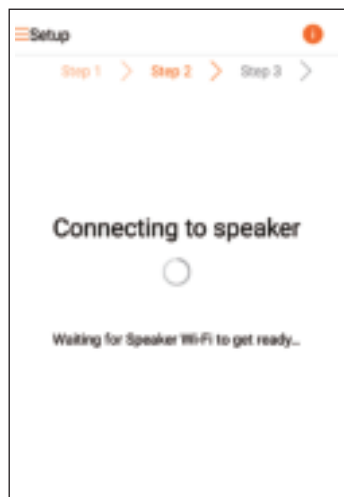 Setup
Step 1 Step 2 Step 3
Connecting to speaker
Waiting for Speaker Wi-Fi to get ready...